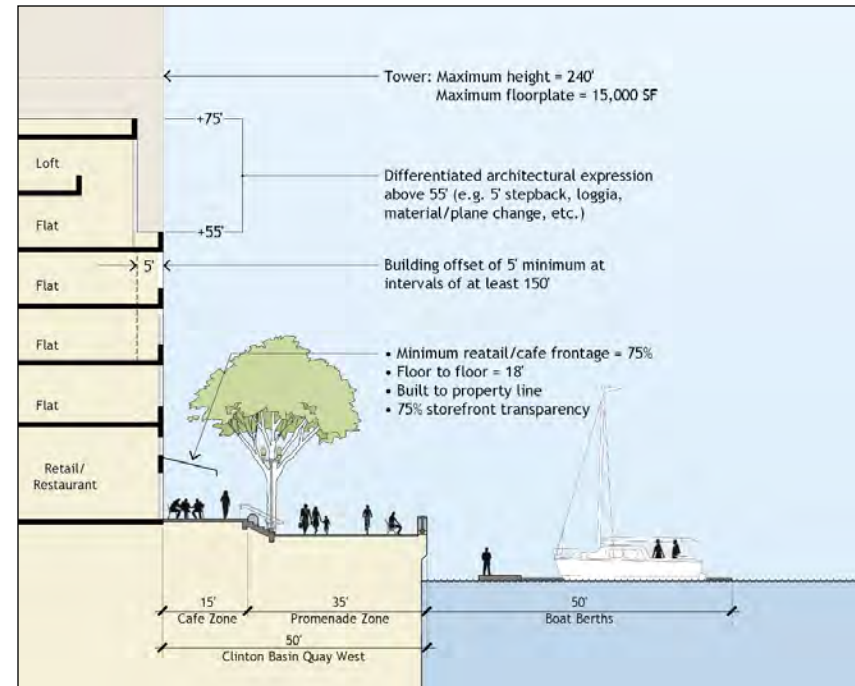 Tower: Maximum height = 240'
Maximum floorplate = 15,000 SF
+75'
Loft
Differentiated architectural expression
above 55' (e.g. 5' stepback, loggia,
material/plane change, etc.)
Flat
+55'
5'
Building offset of 5' minimum at
intervals of at least 150'
Flat
Flat
• Minimum reatail/cafe frontage = 75%
• Floor to floor = 18'
• Built to property line
• 75% storefront transparency
Flat
Retail/
Restaurant
15'
35'
50'
Cafe Zone
Promenade Zone
Boat Berths
50'
Clinton Basin Quay West